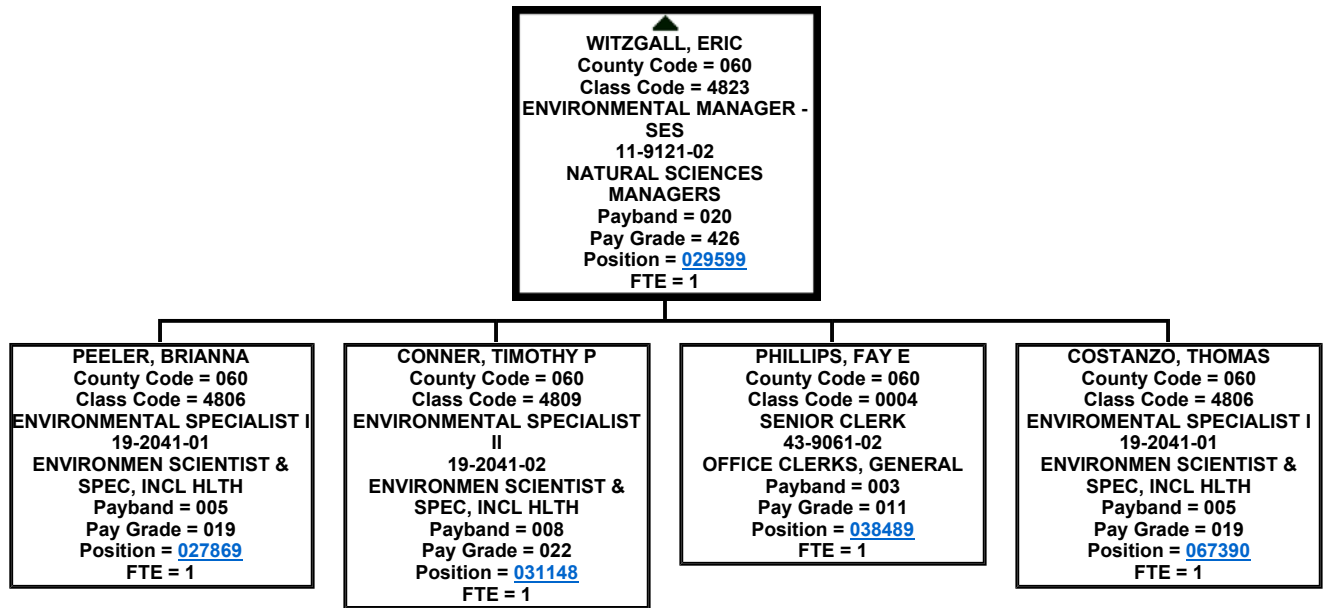 WITZGALL, ERIC
County Code = 060
Class Code = 4823
ENVIRONMENTAL MANAGER -
SES
11-9121-02
NATURAL SCIENCES
MANAGERS
Payband = 020
Pay Grade = 426
Position = 029599
FTE = 1
PEELER, BRIANNA
County Code = 060
Class Code = 4806
ENVIRONMENTAL SPECIALIST I
19-2041-01
ENVIRONMEN SCIENTIST &
SPEC, INCL HLTH
Payband = 005
Pay Grade = 019
Position = 027869
FTE = 1
CONNER, TIMOTHY P
County Code = 060
Class Code = 4809
ENVIRONMENTAL SPECIALIST
II
19-2041-02
ENVIRONMEN SCIENTIST &
SPEC, INCL HLTH
Payband = 008
Pay Grade = 022
Position = 031148
FTE = 1
PHILLIPS, FAY E
County Code = 060
Class Code = 0004
SENIOR CLERK
43-9061-02
OFFICE CLERKS, GENERAL
Payband = 003
Pay Grade = 011
Position = 038489
FTE = 1
COSTANZO, THOMAS
County Code = 060
Class Code = 4806
ENVIROMENTAL SPECIALIST I
19-2041-01
ENVIRONMEN SCIENTIST &
SPEC, INCL HLTH
Payband = 005
Pay Grade = 019
Position = 067390
FTE = 1